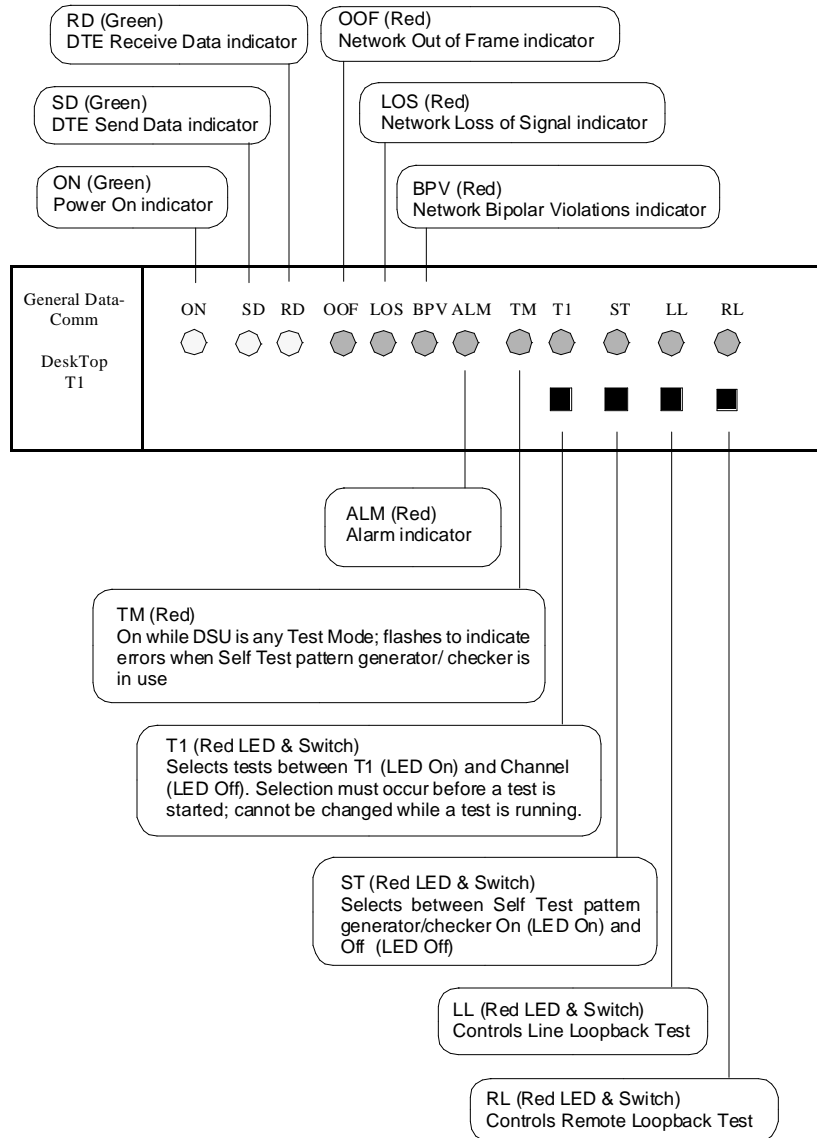 RD (Green)
DTE Receive Data indicator
OOF (Red)
Network Out of Frame indicator
SD (Green)
DTE Send Data indicator
LOS (Red)
Network Loss of Signal indicator
ON (Green)
Power On indicator
BPV (Red)
Network Bipolar Violations indicator
General Data-
Comm
DeskTop
T1
ON SD RD OOF LOS BPV ALM TM T1 ST LL RL
ALM (Red)
Alarm indicator
TM (Red)
On while DSU is any Test Mode; flashes to indicate
errors when Self Test pattern generator/ checker is
in use
T1 (Red LED & Switch)
Selects tests between T1 (LED On) and Channel
(LED Off). Selection must occur before a test is
started; cannot be changed while a test is running.
ST (Red LED & Switch)
Selects between Self Test pattern
generator/checker On (LED On) and
Off (LED Off)
LL (Red LED & Switch)
Controls Line Loopback Test
RL (Red LED & Switch)
Controls Remote Loopback Test